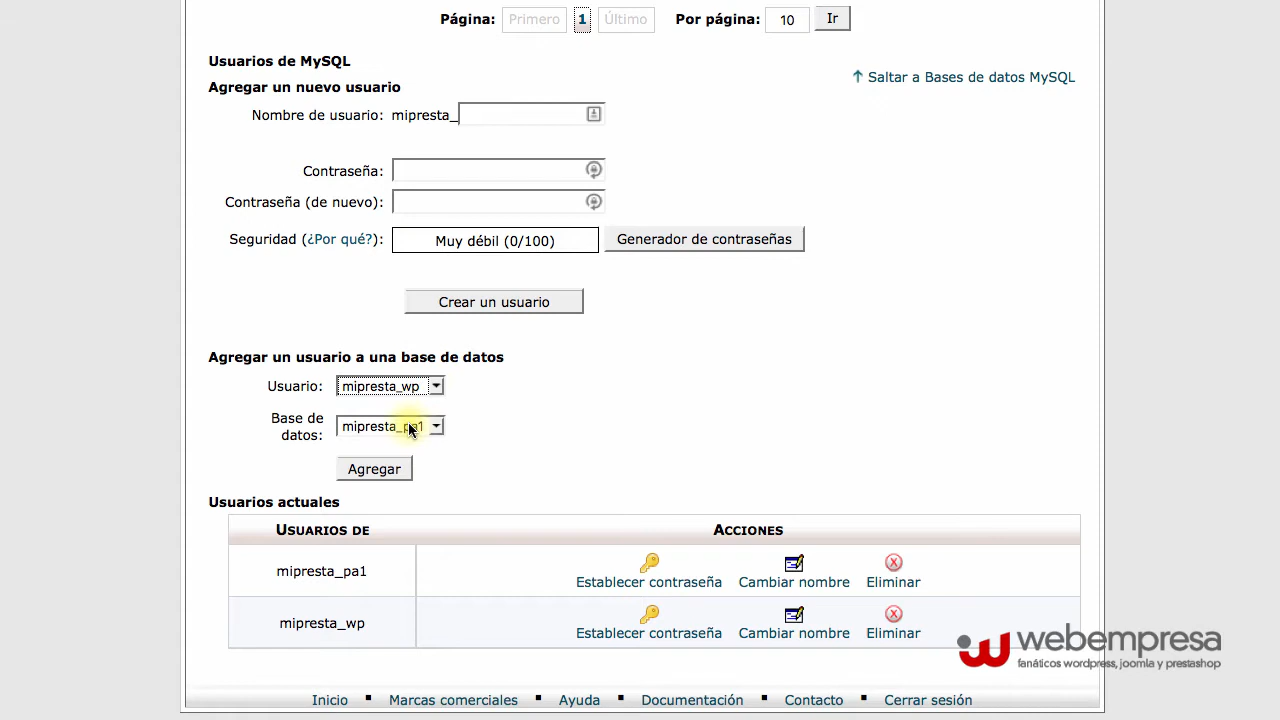 Página: Primero 1 Último Por página: 10 Ir
Usuarios de MySQL
↑ Saltar a Bases de datos MySQL
Agregar un nuevo usuario
Nombre de usuario: mipresta_
Contraseña:
Contraseña (de nuevo):
Seguridad (¿Por qué?): Muy débil (0/100) Generador de contraseñas
Crear un usuario
Agregar un usuario a una base de datos
Usuario: mipresta_wp
Base de
datos: mipresta_pa1
Agregar
Usuarios actuales
Usuarios de Acciones
mipresta_pa1 Establecer contraseña Cambiar nombre Eliminar
mipresta_wp Establecer contraseña Cambiar nombre Eliminar
webempresa
fanáticos wordpress, joomla y prestashop
Inicio Marcas comerciales Ayuda Documentación Contacto Cerrar sesión